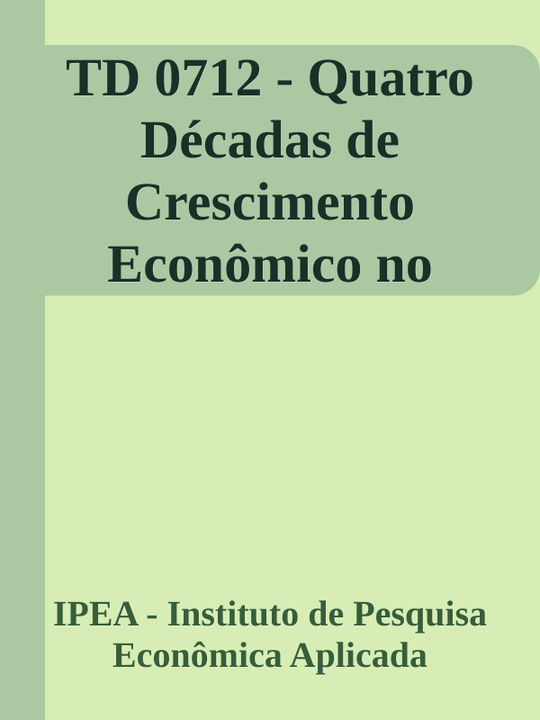 TD 0712 - Quatro
Décadas de
Crescimento
Econômico no
IPEA - Instituto de Pesquisa
Econômica Aplicada